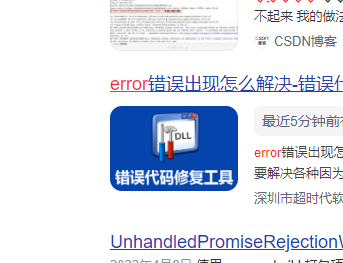 不起来 我的做法
CSDN博客
error错误出现怎么解决-错误代
DLL
错误代码修复工具
最近5分钟前有
error错误出现怎
要解决各种因为
深圳市超时代软
UnhandledPromiseRejectionW